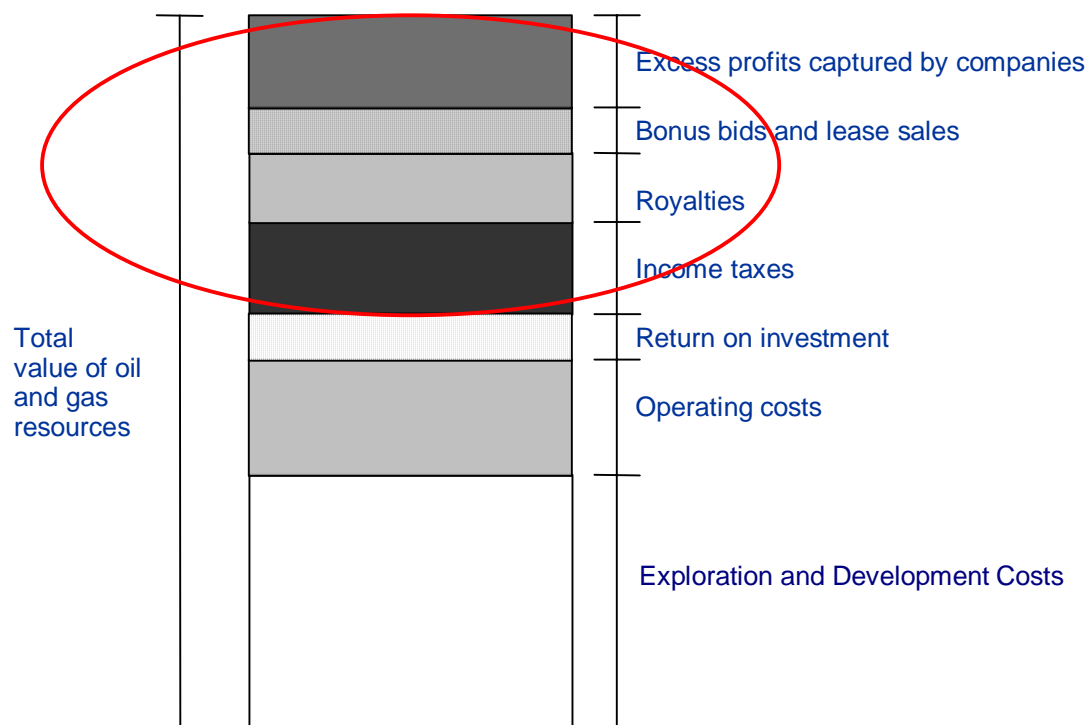 Excess profits captured by companies
Bonus bids and lease sales
Royalties
Income taxes
Total
value of oil
and gas
resources
Return on investment
Operating costs
Exploration and Development Costs